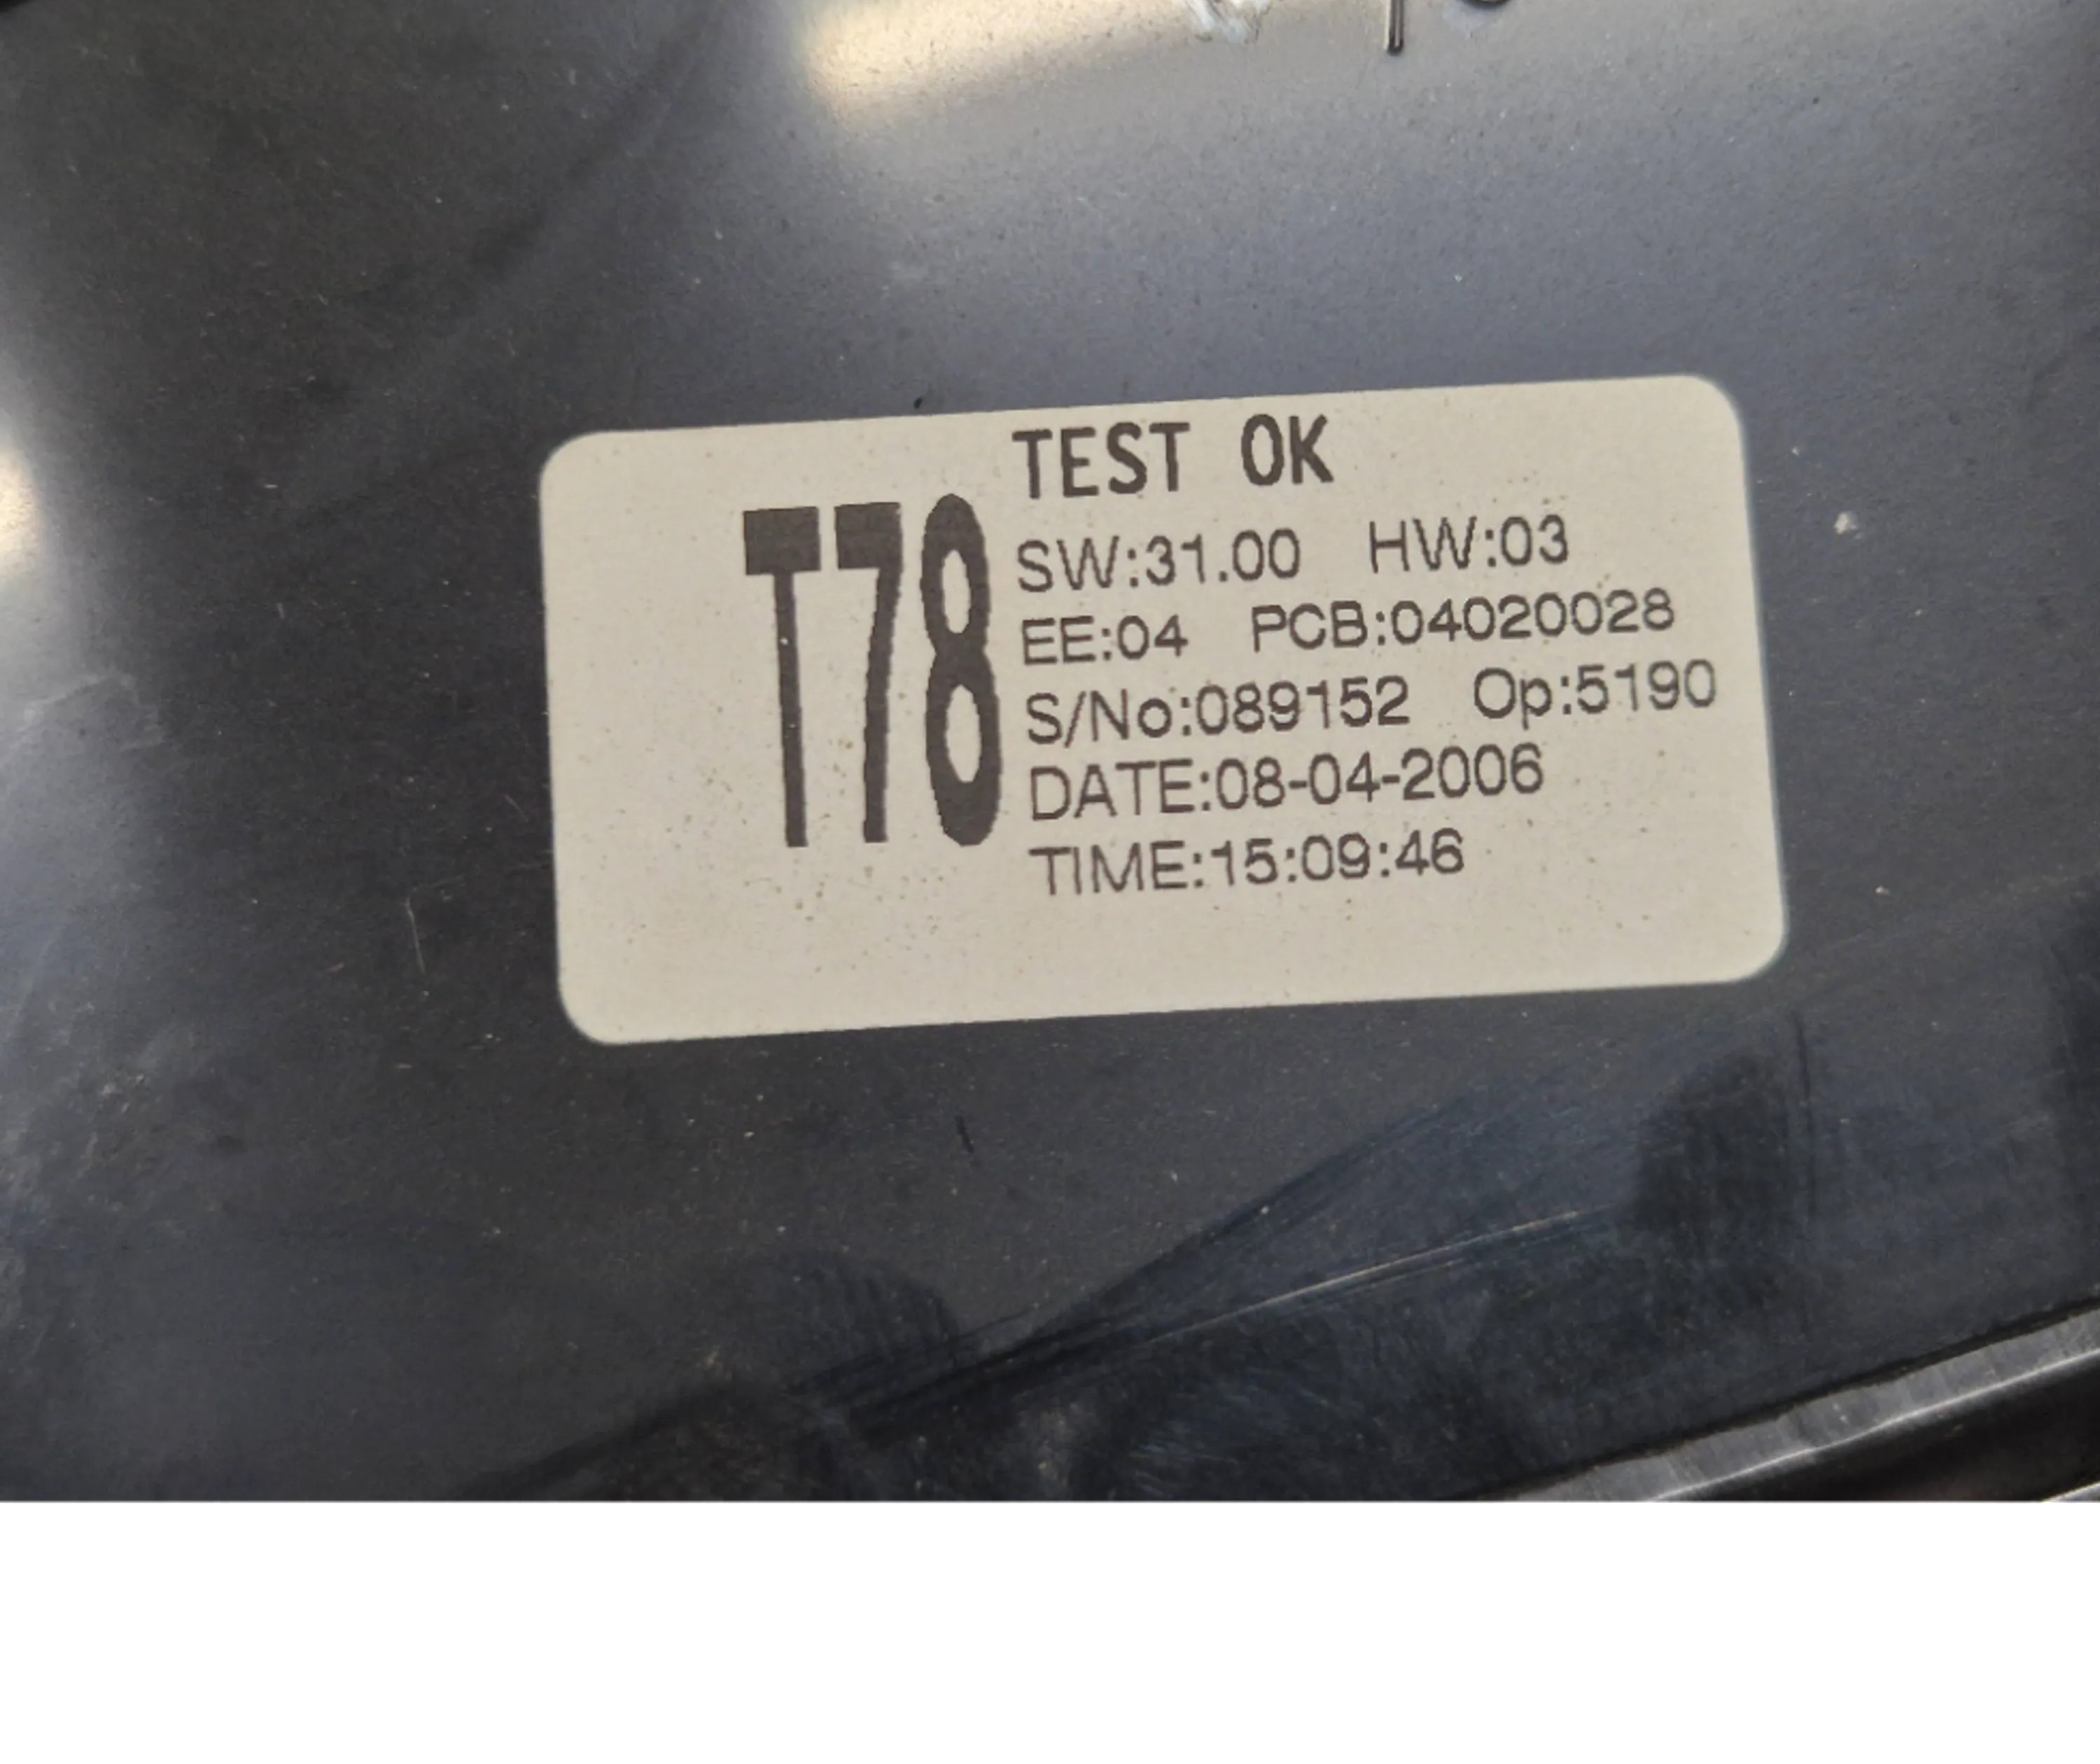 TEST OK
T78
SW:31.00 HW:03
EE:04 PCB:04020028
S/No:089152 Op:5190
DATE:08-04-2006
TIME:15:09:46